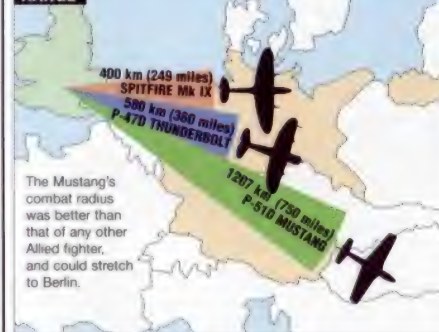 400 km (249 miles)
SPITFIRE Mk IX
580 km (360 miles)
P-47D THUNDERBOLT
1207 km (750 miles)
P-51D MUSTANG
The Mustang's
combat radius
was better than
that of any other
Allied fighter,
and could stretch
to Berlin.